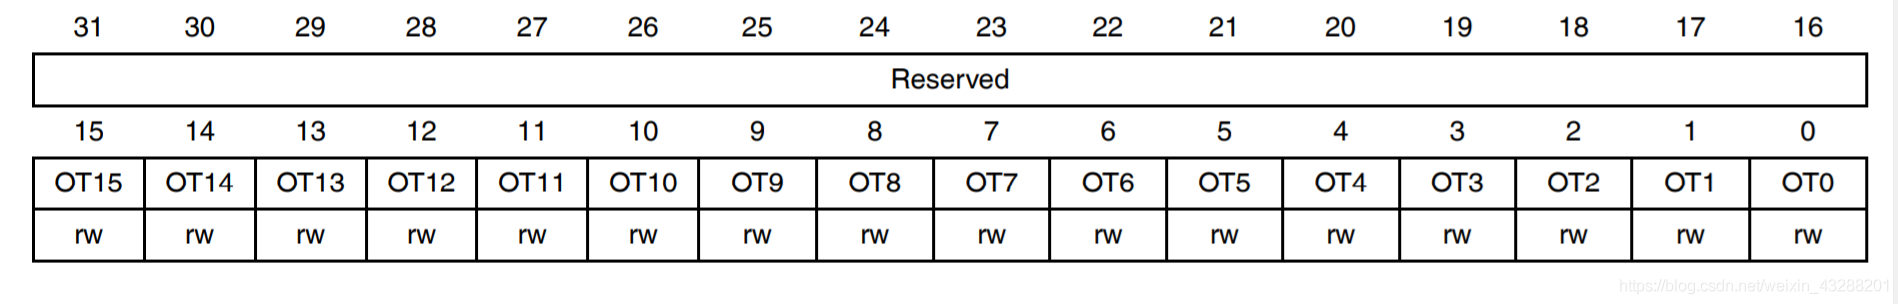 31 30 29 28 27 26 25 24 23 22 21 20 19 18 17 16
Reserved
15 14 13 12 11 10 9 8 7 6 5 4 3 2 1 0
OT15 OT14 OT13 OT12 OT11 OT10 OT9 OT8 OT7 OT6 OT5 OT4 OT3 OT2 OT1 OT0
rw rw rw rw rw rw rw rw rw rw rw rw rw rw rw rw
https://blog.csdn.net/weixin_43288201